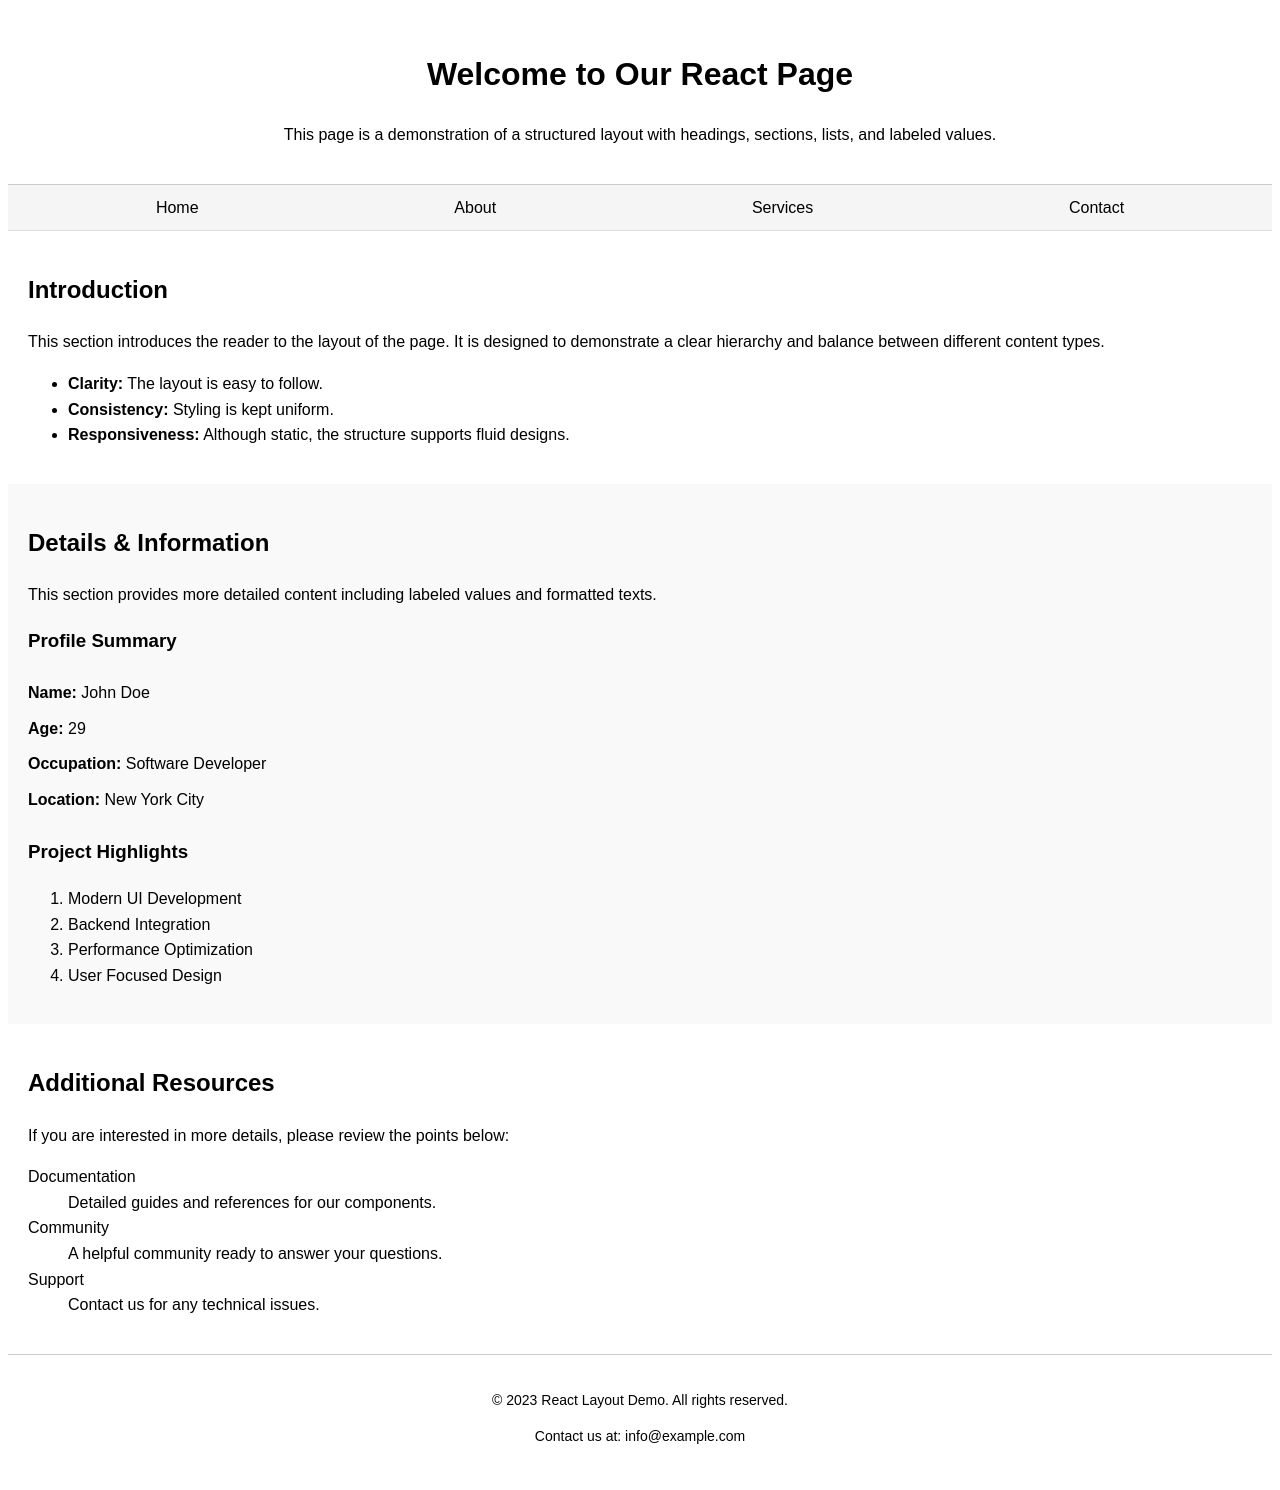 Welcome to Our React Page
This page is a demonstration of a structured layout with headings, sections, lists, and labeled values.
Home About Services Contact
Introduction
This section introduces the reader to the layout of the page. It is designed to demonstrate a clear hierarchy and balance between different content types.
• Clarity: The layout is easy to follow.
• Consistency: Styling is kept uniform.
• Responsiveness: Although static, the structure supports fluid designs.
Details & Information
This section provides more detailed content including labeled values and formatted texts.
Profile Summary
Name: John Doe
Age: 29
Occupation: Software Developer
Location: New York City
Project Highlights
1. Modern UI Development
2. Backend Integration
3. Performance Optimization
4. User Focused Design
Additional Resources
If you are interested in more details, please review the points below:
Documentation
Detailed guides and references for our components.
Community
A helpful community ready to answer your questions.
Support
Contact us for any technical issues.
© 2023 React Layout Demo. All rights reserved.
Contact us at: info@example.com